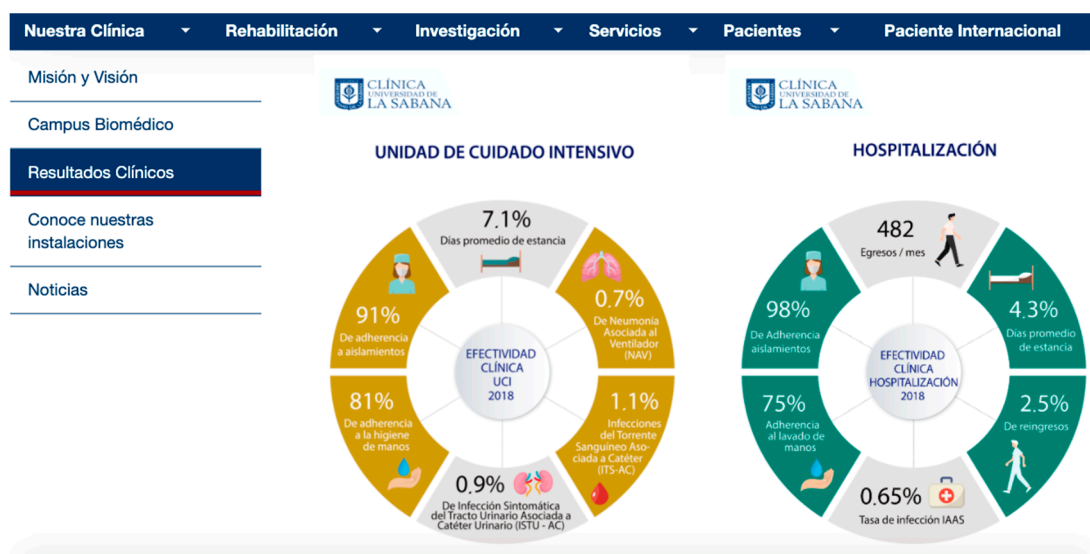 Nuestra Clínica
Rehabilitación
Investigación
Servicios
Pacientes
Paciente Internacional
Misión y Visión
Campus Biomédico
Resultados Clínicos
Conoce nuestras
instalaciones
Noticias
CLÍNICA
UNIVERSIDAD DE
LA SABANA
UNIDAD DE CUIDADO INTENSIVO
7.1%
Días promedio de estancia
0.7%
De Neumonía
Asociada al
Ventilador
(NAV)
1.1%
Infecciones
del Torrente
Sanguíneo Aso-
ciada a Catéter
(ITS-AC)
0.9%
De Infección Sintomática
del Tracto Urinario Asociada a
Catéter Urinario (ISTU - AC)
81%
De adherencia
a la higiene
de manos
91%
De adherencia
a aislamientos
EFECTIVIDAD
CLÍNICA
UCI
2018
CLÍNICA
UNIVERSIDAD DE
LA SABANA
HOSPITALIZACIÓN
482
Egresos / mes
4.3%
Días promedio
de estancia
2.5%
De reingresos
0.65%
Tasa de infección IAAS
75%
Adherencia
al lavado de
manos
98%
De Adherencia
aislamientos
EFECTIVIDAD
CLÍNICA
HOSPITALIZACIÓN
2018